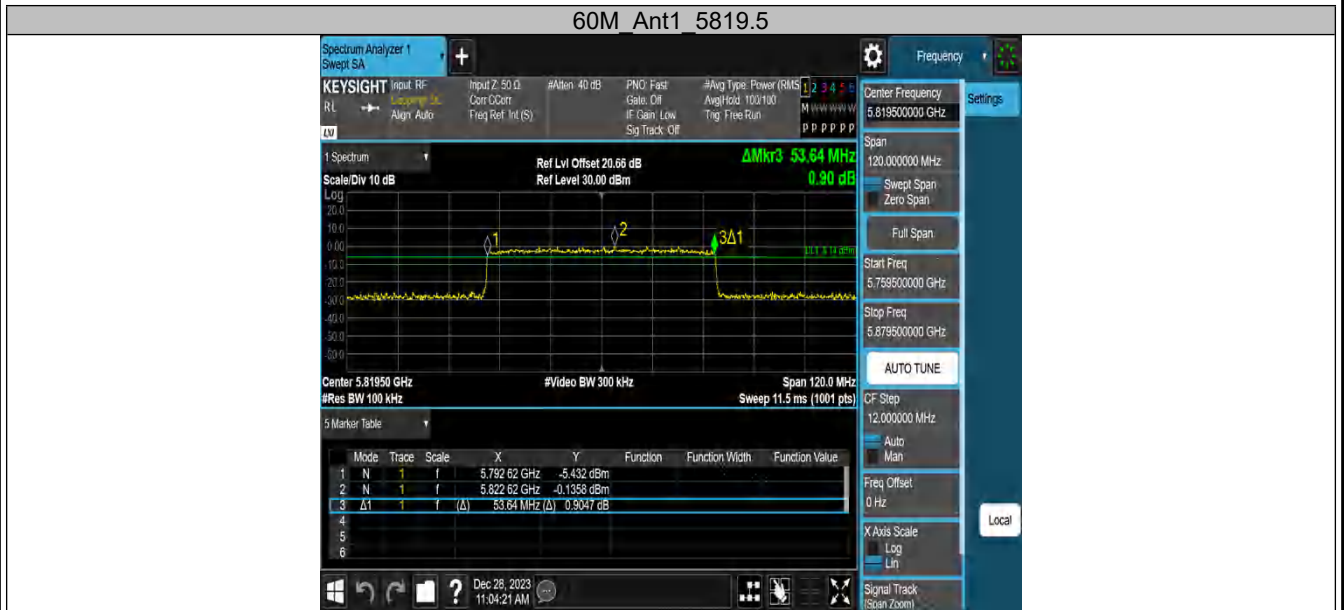 60M_Ant1_5819.5
Spectrum Analyzer 1
Swept SA
+
Frequency
KEYSIGHT
Input: RF
Input Z: 50 Ω
#Atten: 40 dB
PNO: Fast
#Avg Type: Power (RMS
1 2 3 4 5 6
RL
Corr CCorr
Gate: Off
Avg|Hold: 100/100
M W W W W W
Align: Auto
Freq Ref: Int (S)
IF Gain: Low
Trig: Free Run
Sig Track: Off
P P P P P P
LXI
Center Frequency
5.819500000 GHz
Settings
1 Spectrum
Ref Lvl Offset 20.66 dB
ΔMkr3 53.64 MHz
Scale/Div 10 dB
Ref Level 30.00 dBm
0.90 dB
Log
20.0
10.0
0.00
-10.0
-20.0
-30.0
-40.0
-50.0
-60.0
1
2
3Δ1
Center 5.81950 GHz
#Video BW 300 kHz
Span 120.0 MHz
#Res BW 100 kHz
Sweep 11.5 ms (1001 pts)
5 Marker Table
Mode Trace Scale X Y Function Function Width Function Value
1 N 1 f 5.792 62 GHz -5.432 dBm
2 N 1 f 5.822 62 GHz -0.1358 dBm
3 Δ1 1 f (Δ) 53.64 MHz (Δ) 0.9047 dB
4
5
6
Span
120.000000 MHz
Swept Span
Zero Span
Full Span
Start Freq
5.759500000 GHz
Stop Freq
5.879500000 GHz
AUTO TUNE
CF Step
12.000000 MHz
Auto
Man
Freq Offset
0 Hz
X Axis Scale
Log
Lin
Signal Track
(Span Zoom)
Local
?
Dec 28, 2023
11:04:21 AM